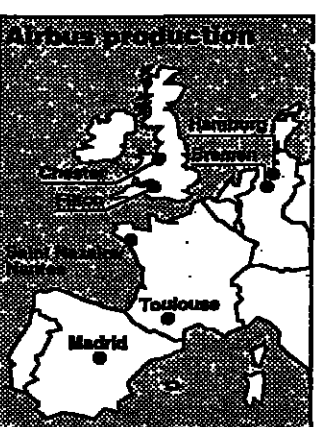 Airbus production
Hamburg
Bremen
Chester
Filton
Saint Nazaire/
Nantes
Toulouse
Madrid